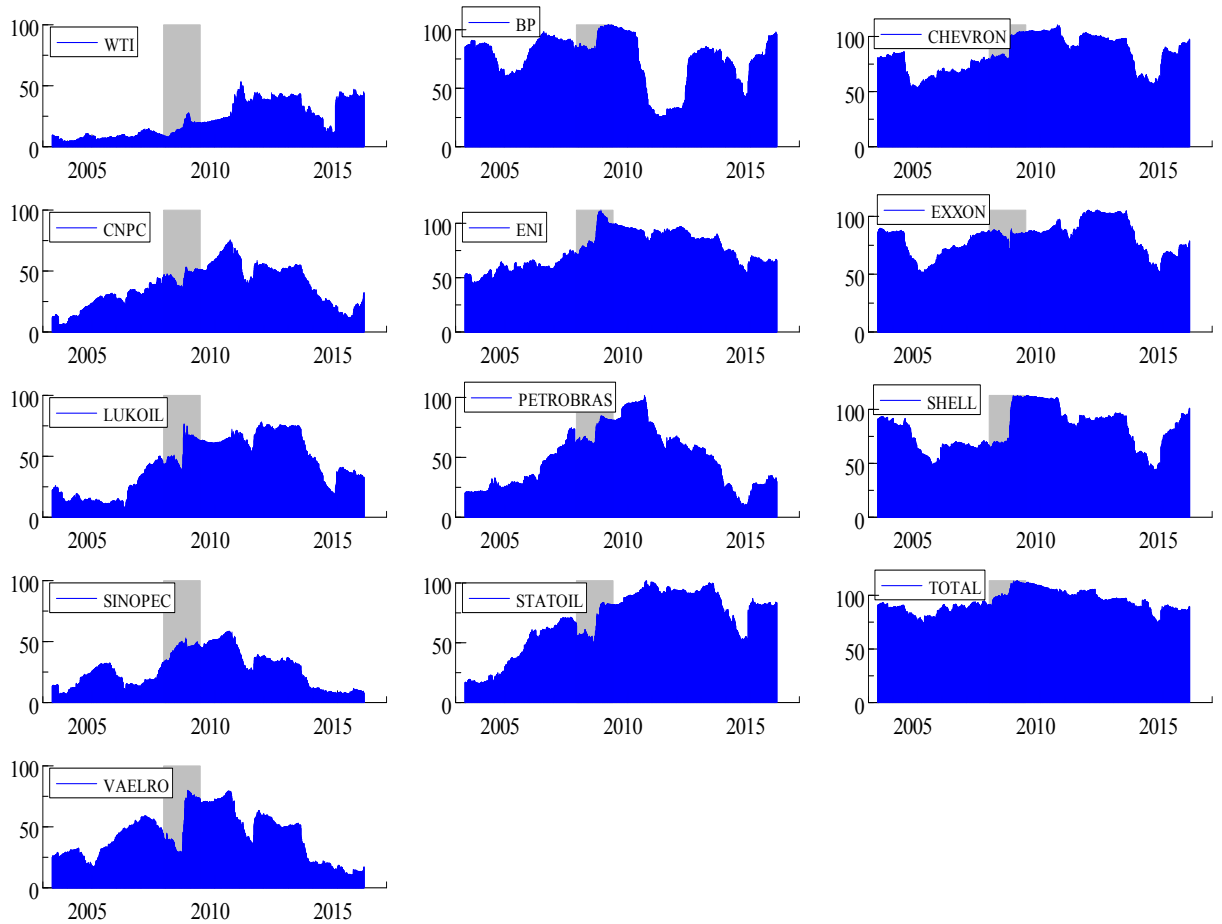 100 WTI
50
0
2005 2010 2015
100 BP
50
0
2005 2010 2015
100 CHEVRON
50
0
2005 2010 2015
100 CNPC
50
0
2005 2010 2015
100 ENI
50
0
2005 2010 2015
100 EXXON
50
0
2005 2010 2015
100 LUKOIL
50
0
2005 2010 2015
100 PETROBRAS
50
0
2005 2010 2015
100 SHELL
50
0
2005 2010 2015
100 SINOPEC
50
0
2005 2010 2015
100 STATOIL
50
0
2005 2010 2015
100 TOTAL
50
0
2005 2010 2015
100 VAELRO
50
0
2005 2010 2015